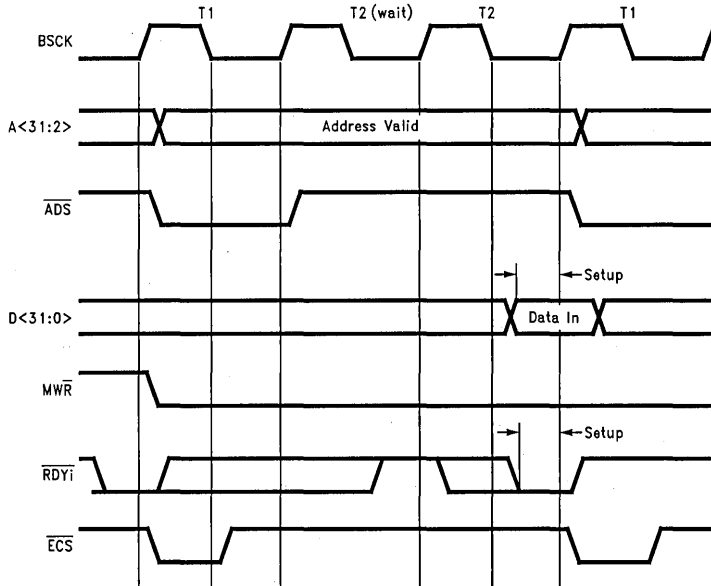 T1 T2 (wait) T2 T1
BSCK
A<31:2> Address Valid
ADS
Setup
D<31:0> Data In
MWR
Setup
RDYi
ECS